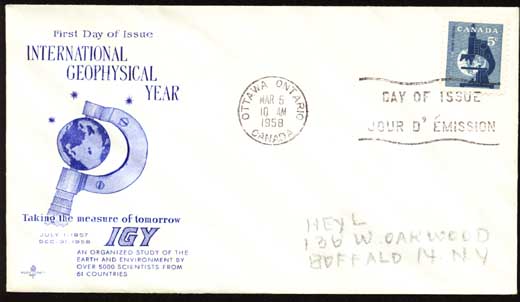 First Day of Issue
INTERNATIONAL
GEOPHYSICAL
YEAR
Taking the measure of tomorrow
JULY 1, 1957
DEC. 31, 1958
IGY
AN ORGANIZED STUDY OF THE
EARTH AND ENVIRONMENT BY
OVER 5000 SCIENTISTS FROM
61 COUNTRIES
OTTAWA ONTARIO
MAR 5
10 AM
1958
CANADA
CANADA
5¢
DAY OF ISSUE
JOUR D'ÉMISSION
HEYL
136 W. OAKWOOD
BUFFALO 14 NY